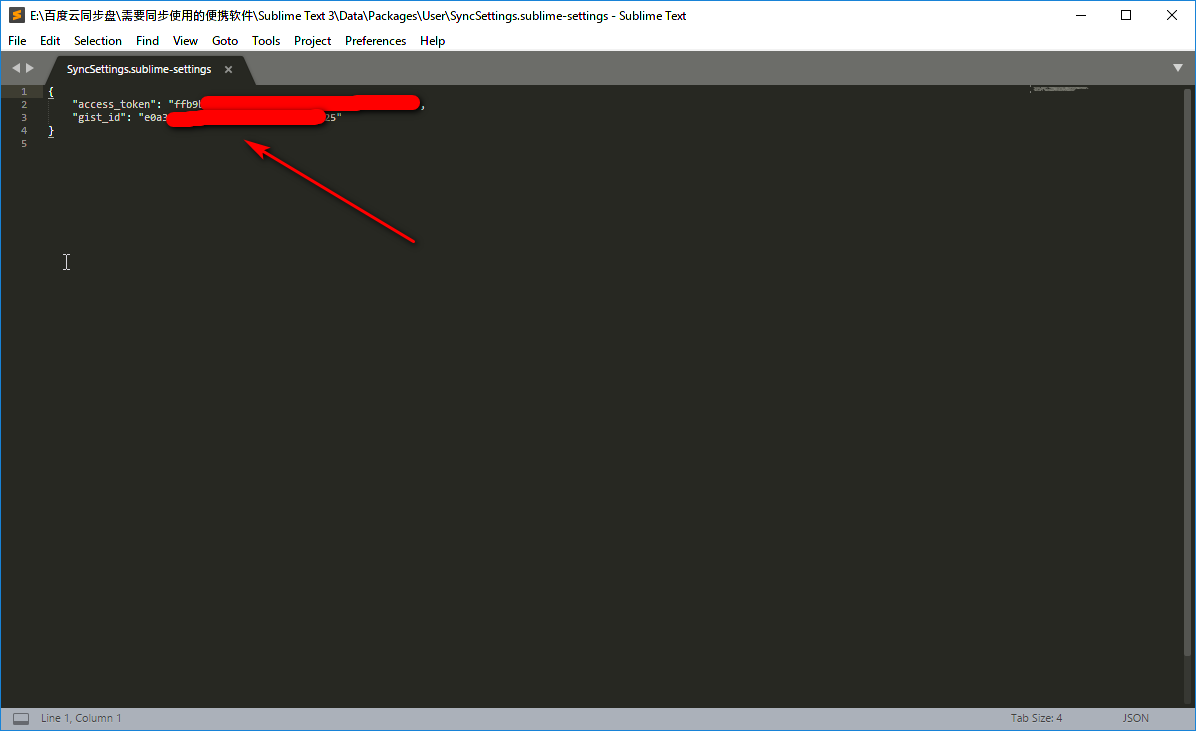 E:\百度云同步盘\需要同步使用的便携软件\Sublime Text 3\Data\Packages\User\SyncSettings.sublime-settings - Sublime Text
File Edit Selection Find View Goto Tools Project Preferences Help
SyncSettings.sublime-settings
1 {
2 "access_token": "ffb9 ,
3 "gist_id": "e0a3 25"
4 }
5
Line 1, Column 1 Tab Size: 4 JSON